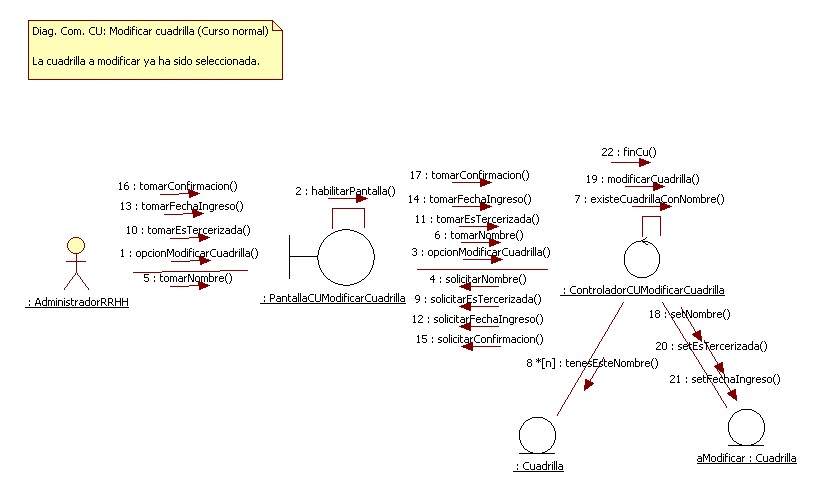 Diag. Com. CU: Modificar cuadrilla (Curso normal)
La cuadrilla a modificar ya ha sido seleccionada.
16 : tomarConfirmacion()
13 : tomarFechaIngreso()
10 : tomarEsTercerizada()
1 : opcionModificarCuadrilla()
5 : tomarNombre()
: AdministradorRRHH
2 : habilitarPantalla()
: PantallaCUModificarCuadrilla
17 : tomarConfirmacion()
14 : tomarFechaIngreso()
11 : tomarEsTercerizada()
6 : tomarNombre()
3 : opcionModificarCuadrilla()
4 : solicitarNombre()
9 : solicitarEsTercerizada()
12 : solicitarFechaIngreso()
15 : solicitarConfirmacion()
22 : finCu()
19 : modificarCuadrilla()
7 : existeCuadrillaConNombre()
: ControladorCUModificarCuadrilla
18 : setNombre()
20 : setEsTercerizada()
21 : setFechaIngreso()
8 *[n] : tenesEsteNombre()
: Cuadrilla
aModificar : Cuadrilla